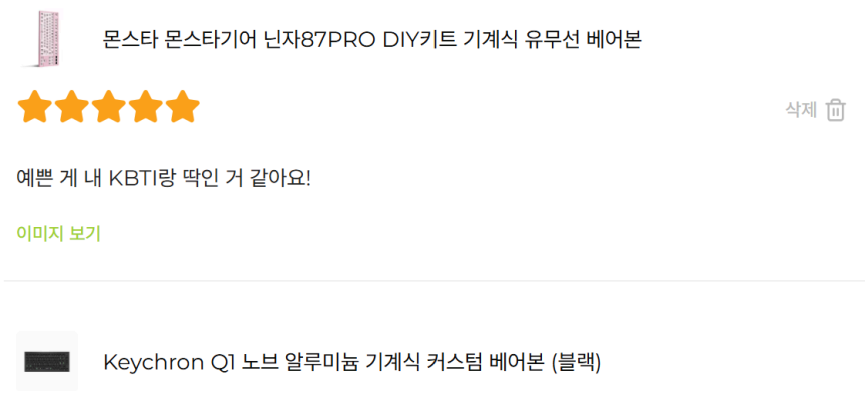 몬스타 몬스타기어 닌자87PRO DIY키트 기계식 유무선 베어본
삭제
예쁜 게 내 KBTI랑 딱인 거 같아요!
이미지 보기
Keychron Q1 노브 알루미늄 기계식 커스텀 베어본 (블랙)